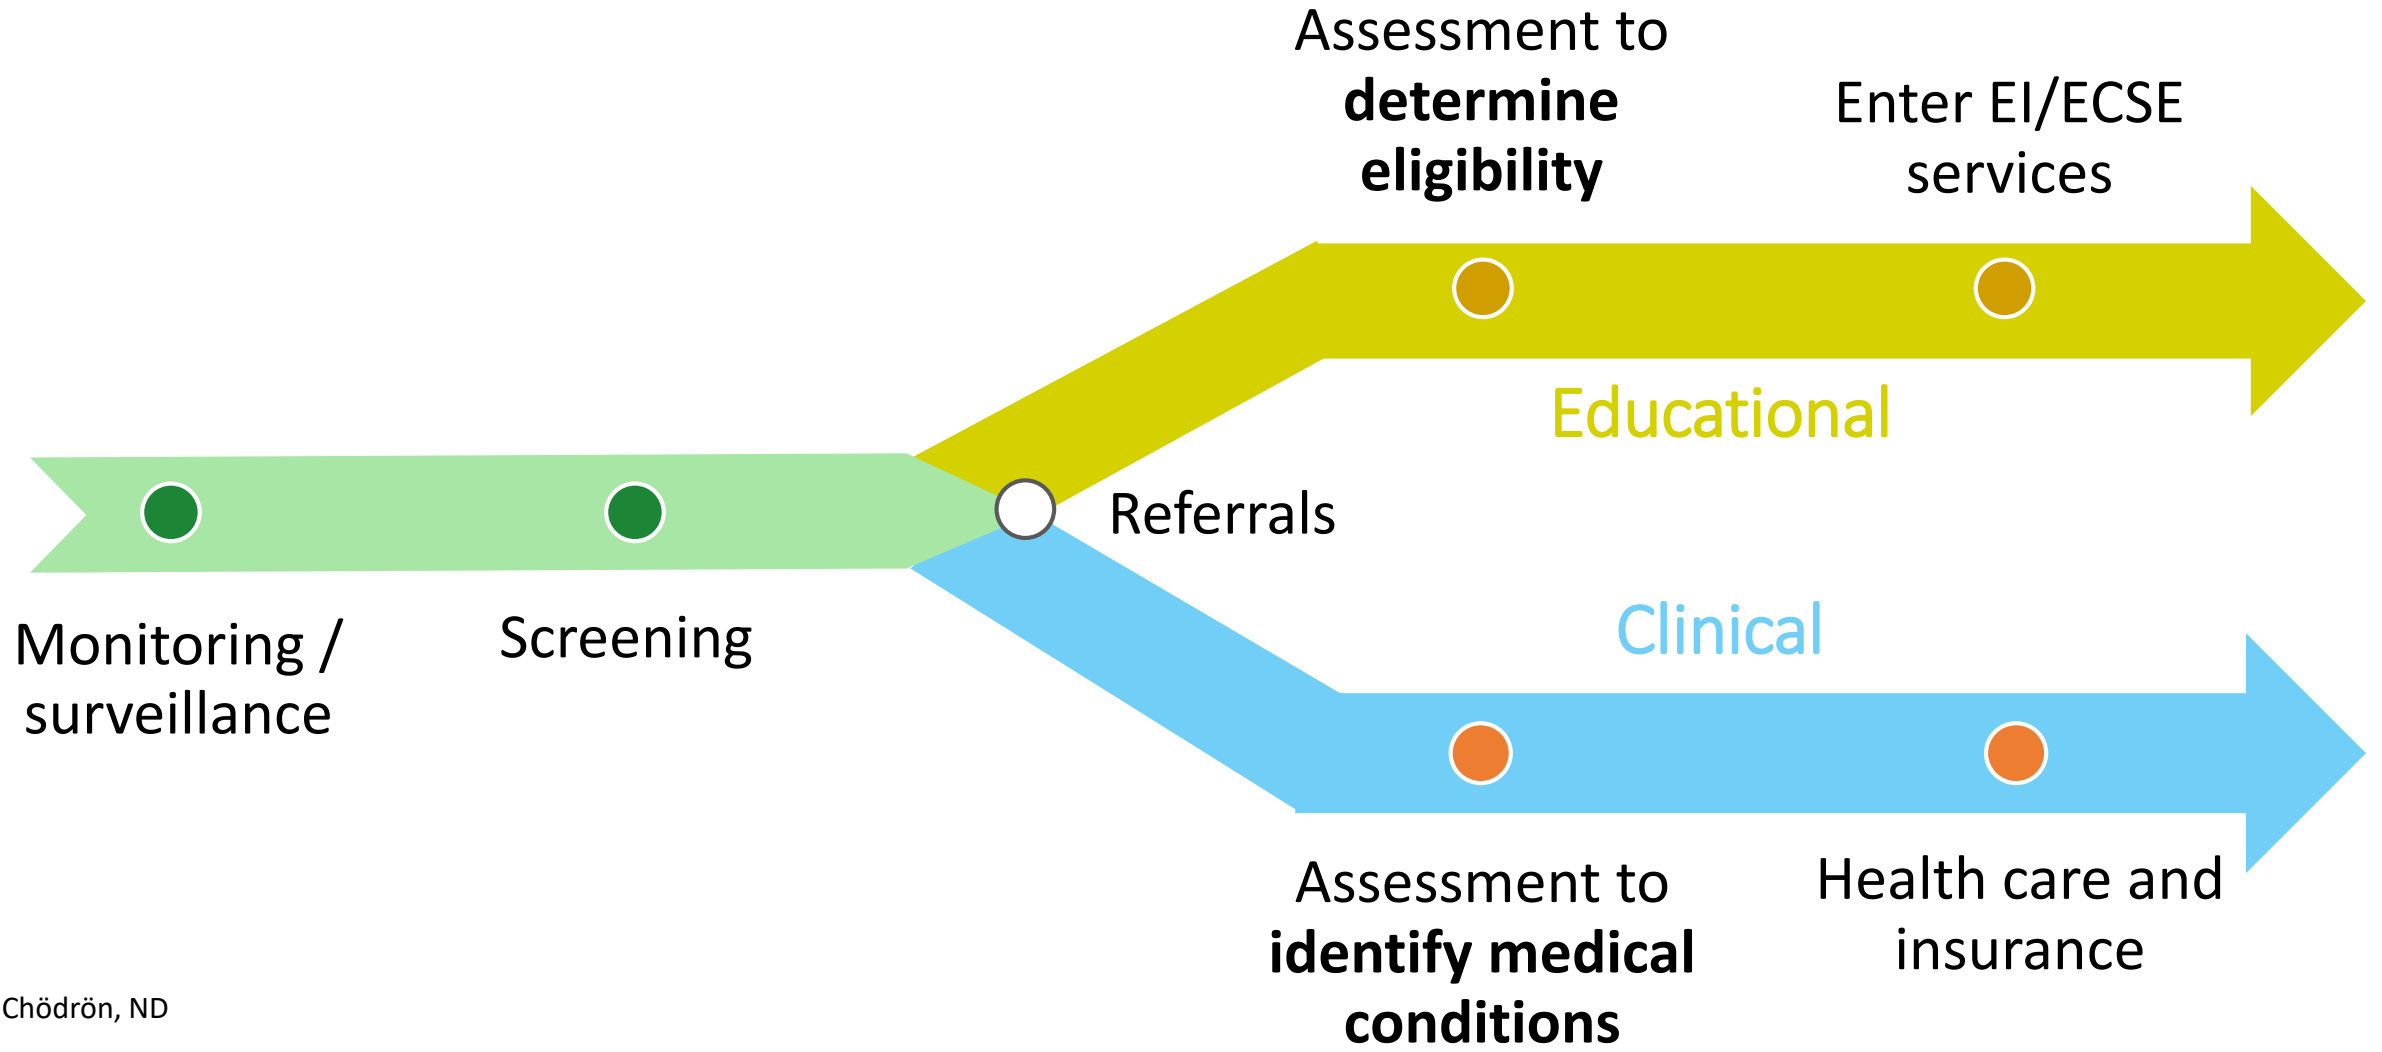 Assessment to
determine
eligibility
Enter EI/ECSE
services
Educational
Referrals
Monitoring /
surveillance
Screening
Clinical
Assessment to
identify medical
conditions
Health care and
insurance
Chödrön, ND